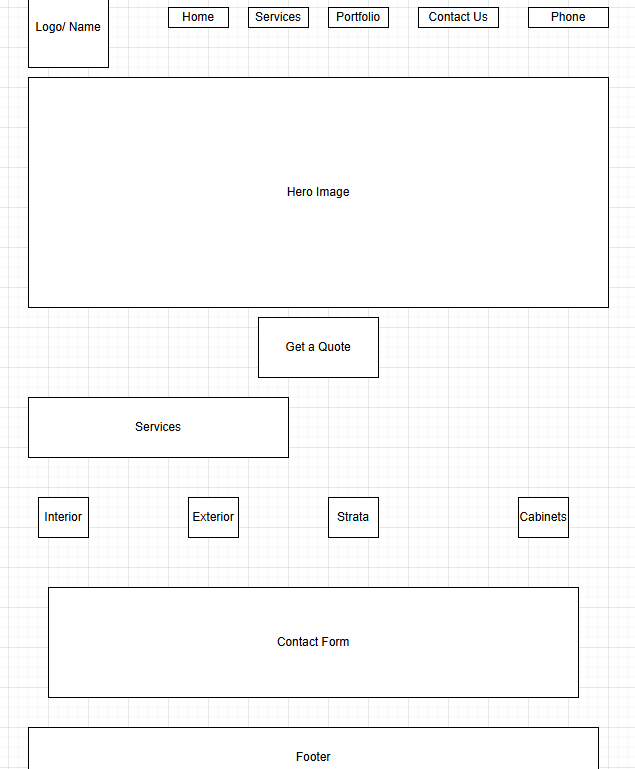 Logo/ Name
Home
Services
Portfolio
Contact Us
Phone
Hero Image
Get a Quote
Services
Interior
Exterior
Strata
Cabinets
Contact Form
Footer